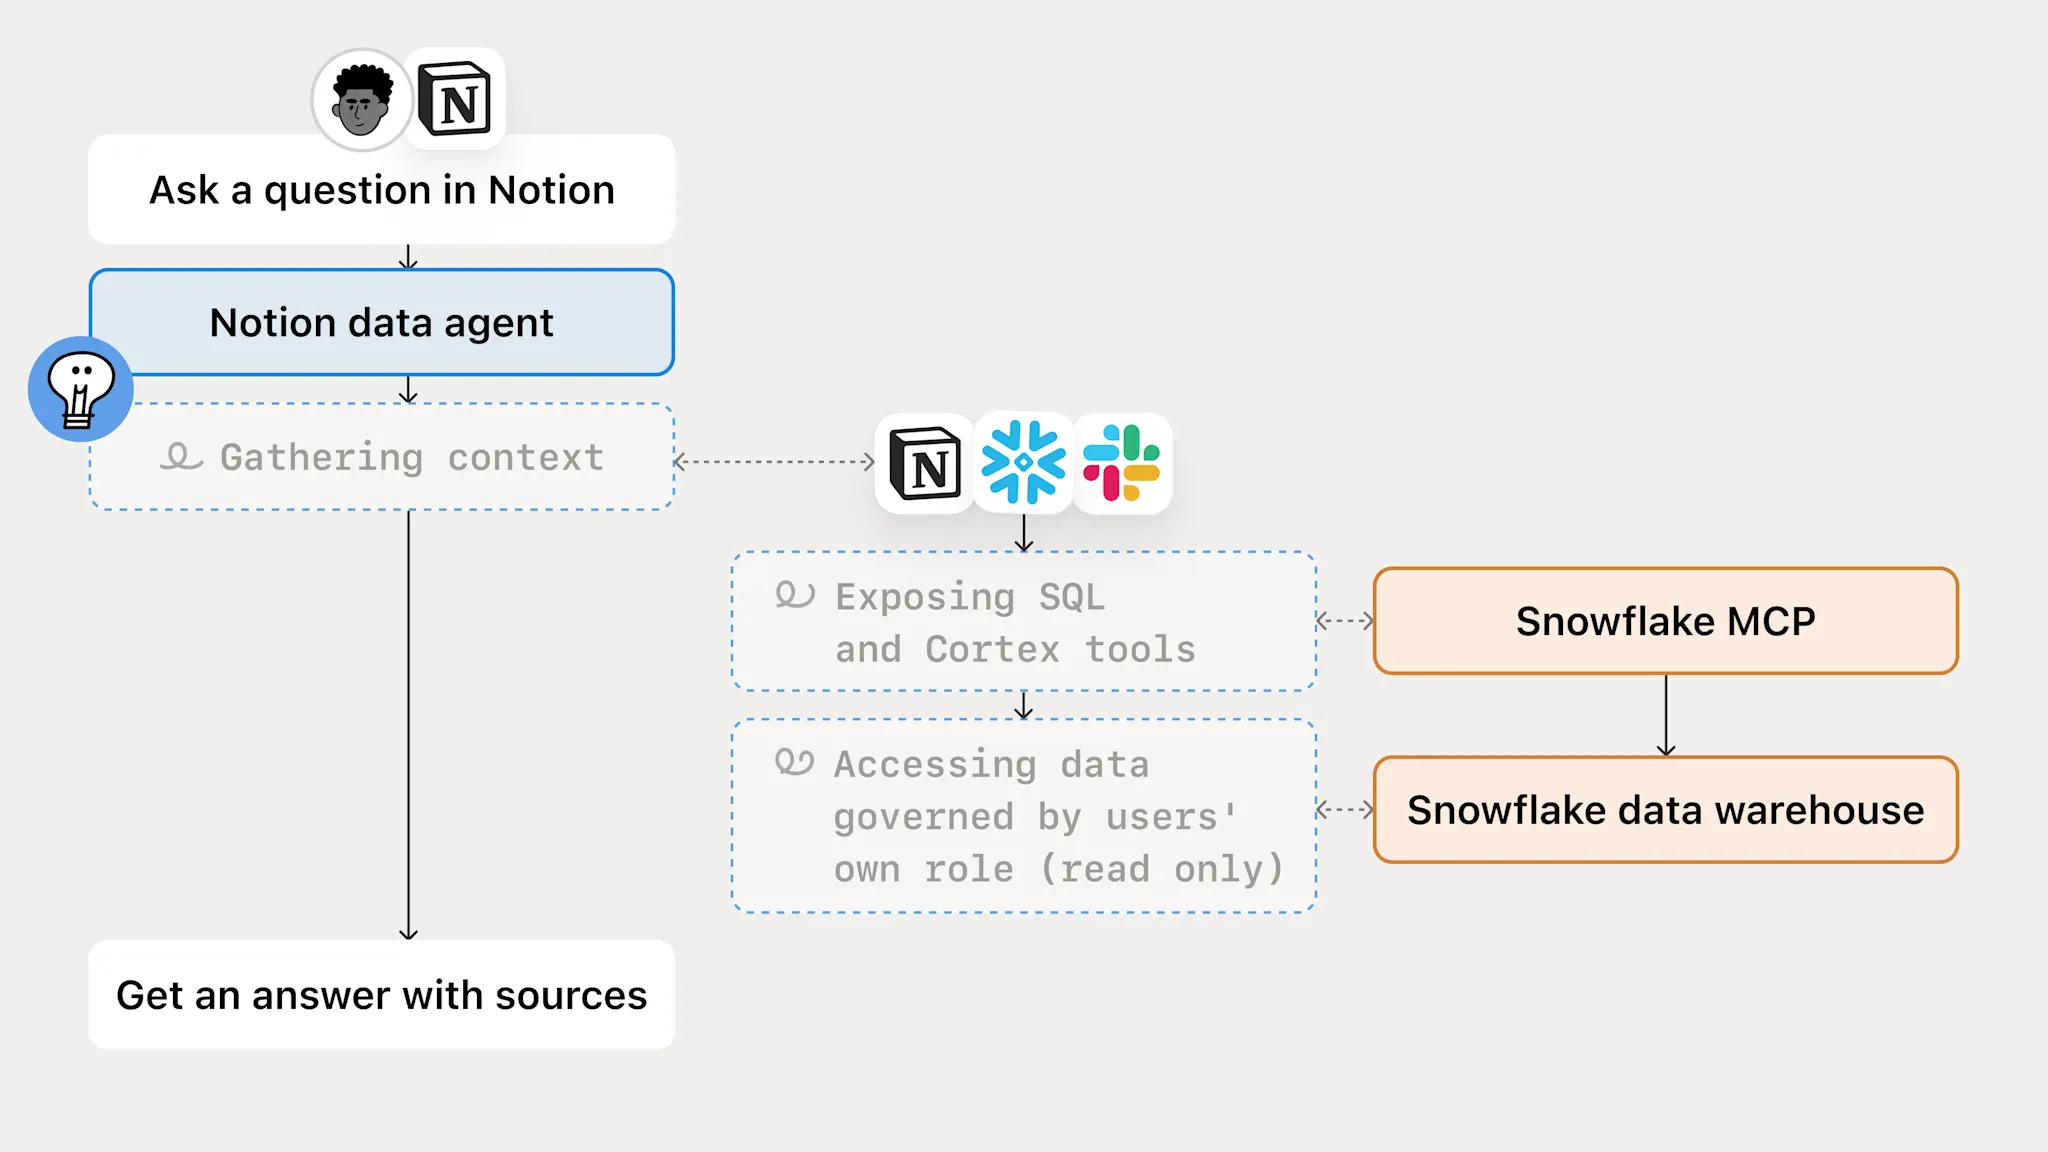 Ask a question in Notion
Notion data agent
Gathering context
Exposing SQL
and Cortex tools
Accessing data
governed by users'
own role (read only)
Snowflake MCP
Snowflake data warehouse
Get an answer with sources